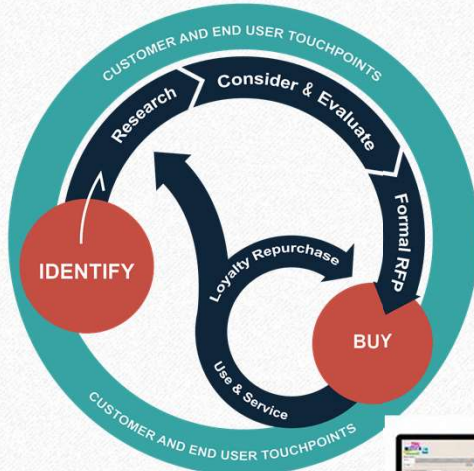 CUSTOMER AND END USER TOUCHPOINTS
Research
Consider & Evaluate
Formal RFP
IDENTIFY
Loyalty Repurchase
BUY
Use & Service
CUSTOMER AND END USER TOUCHPOINTS